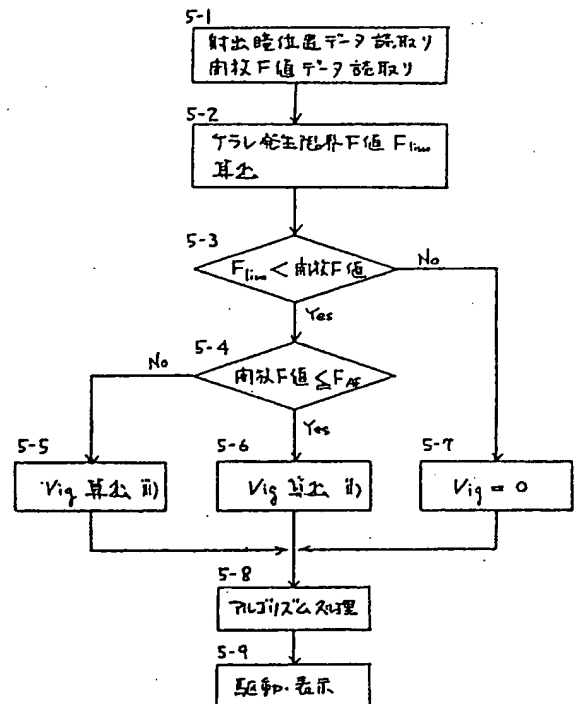 5-1
射出瞳位置データ読取り
開放F値データ読取り
5-2
ケラレ発生限界F値 Flim
算出
5-3
Flim < 開放F値
No
Yes
5-4
開放F値 ≦ FAF
No
Yes
5-5
Vig 算出 ii)
5-6
Vig 算出 i)
5-7
Vig = 0
5-8
アルゴリズム処理
5-9
駆動・表示